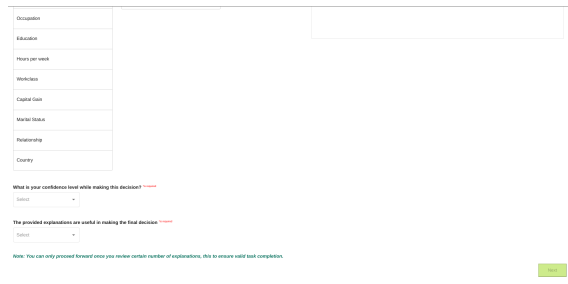 Occupation
Education
Hours per week
Workclass
Capital Gain
Marital Status
Relationship
Country
What is your confidence level while making this decision? *required
Select
The provided explanations are useful in making the final decision *required
Select
Note: You can only proceed forward once you review certain number of explanations, this to ensure valid task completion.
Next